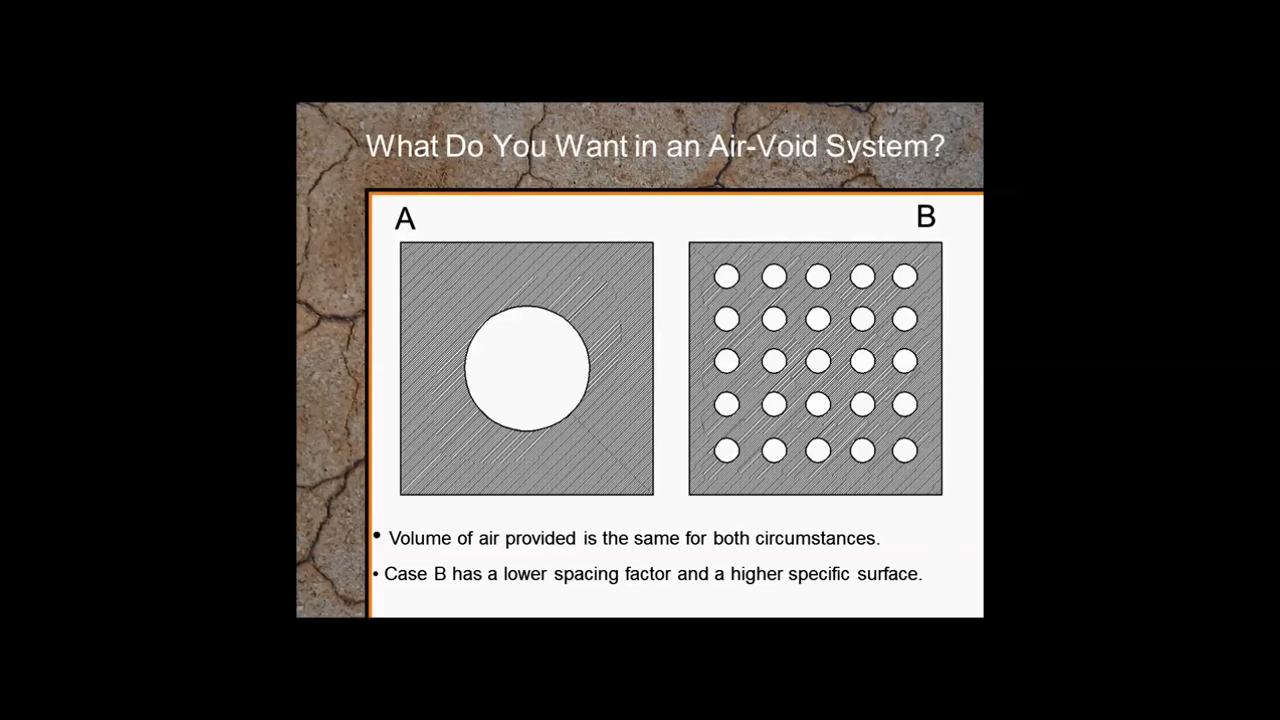 What Do You Want in an Air-Void System?
A
B
• Volume of air provided is the same for both circumstances.
• Case B has a lower spacing factor and a higher specific surface.